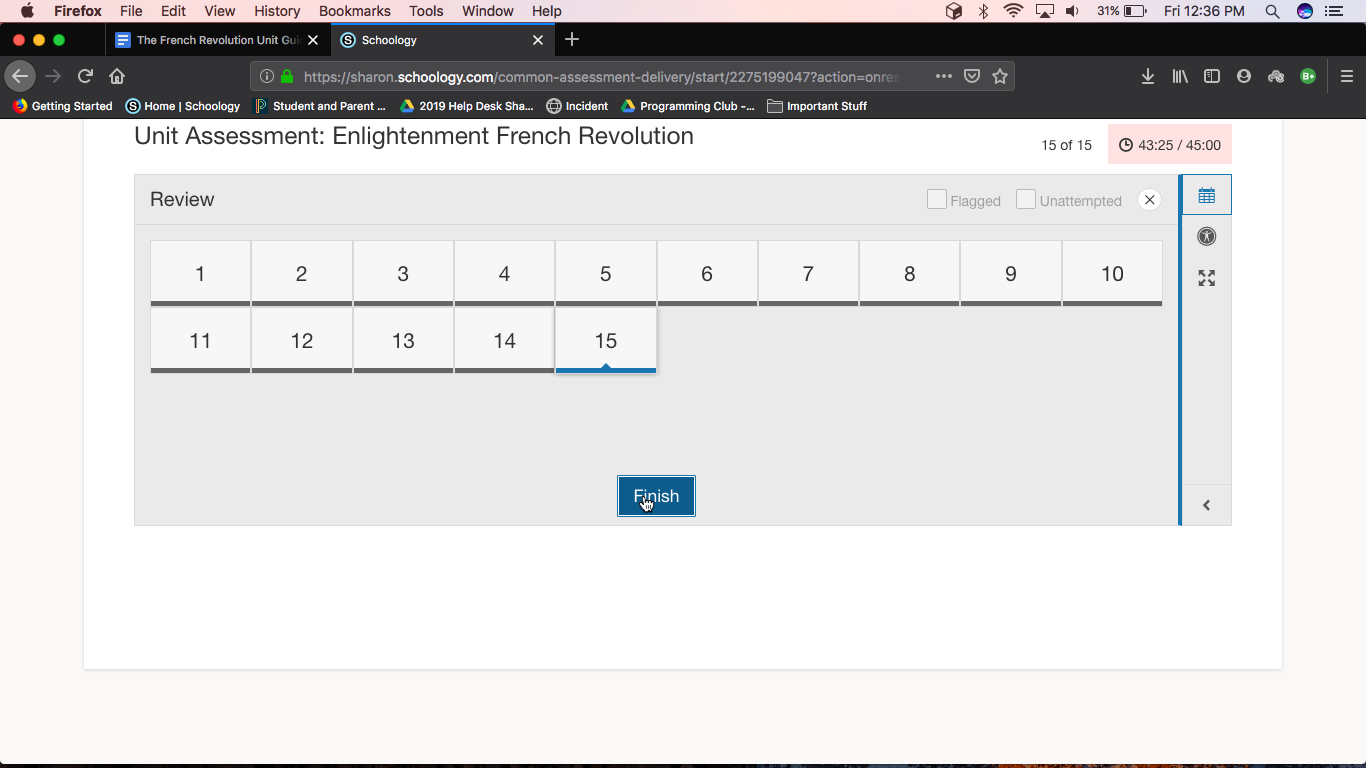 Firefox File Edit View History Bookmarks Tools Window Help 31% Fri 12:36 PM
The French Revolution Unit Gui Schoology
https://sharon.schoology.com/common-assessment-delivery/start/2275199047?action=onres
Getting Started Home | Schoology Student and Parent ... 2019 Help Desk Sha... Incident Programming Club -... Important Stuff
Unit Assessment: Enlightenment French Revolution
15 of 15 43:25 / 45:00
Review Flagged Unattempted
1 2 3 4 5 6 7 8 9 10
11 12 13 14 15
Finish